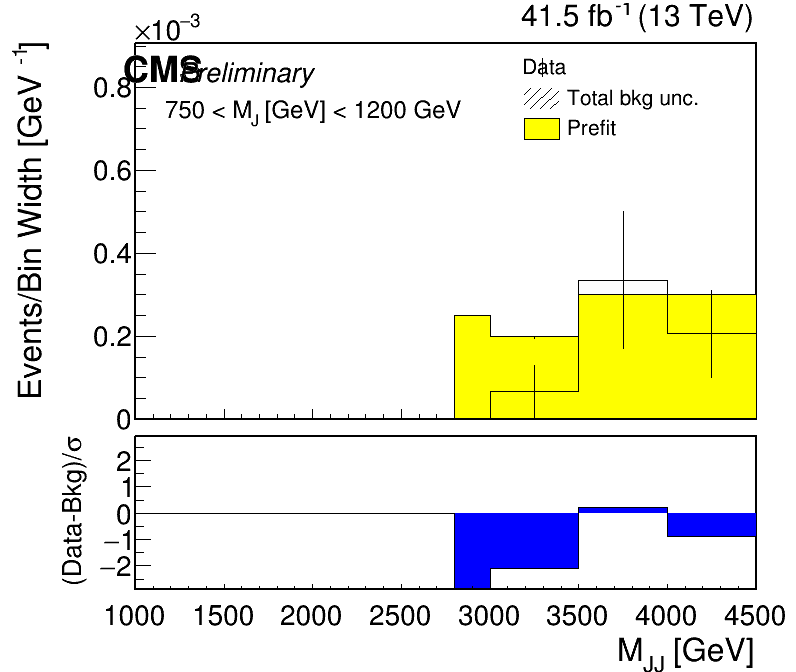 ×10⁻³
41.5 fb⁻¹ (13 TeV)
CMS Preliminary
750 < M_J [GeV] < 1200 GeV
Data
Total bkg unc.
Prefit
Events/Bin Width [GeV⁻¹]
0.8
0.6
0.4
0.2
0
(Data-Bkg)/σ
2
1
0
−1
−2
1000 1500 2000 2500 3000 3500 4000 4500
M_JJ [GeV]